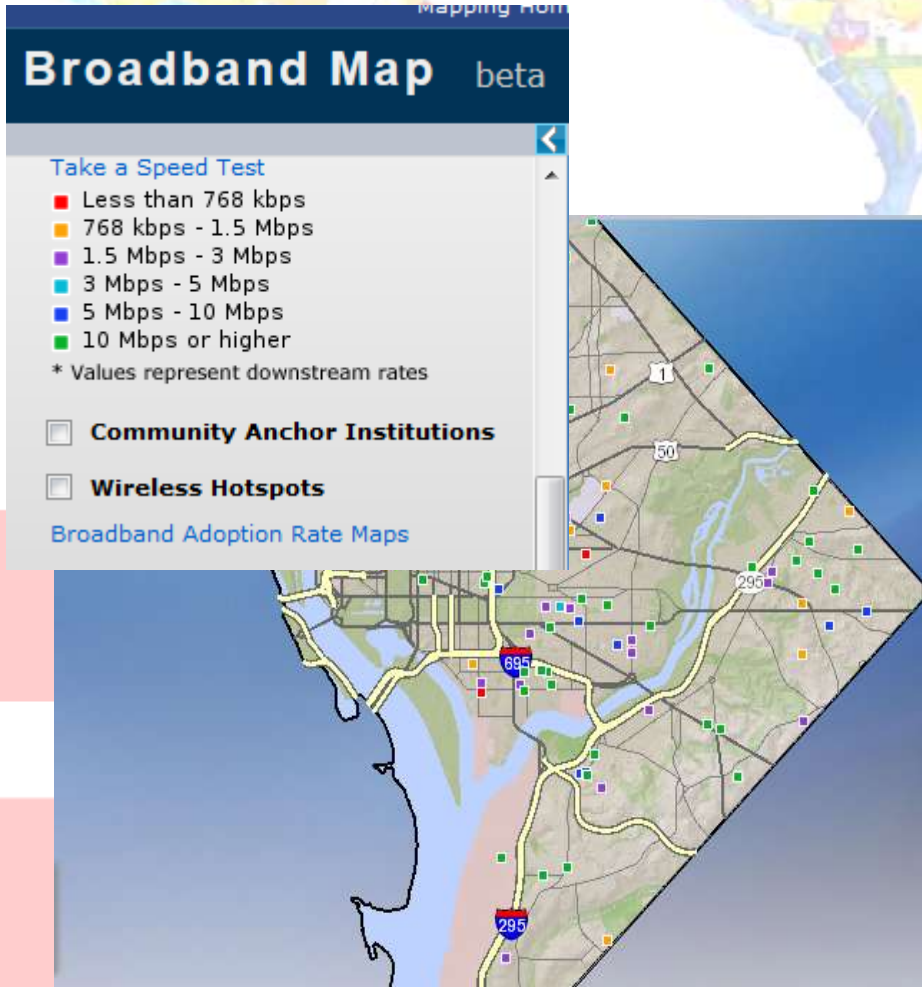 Mapping Hom
Broadband Map beta
Take a Speed Test
Less than 768 kbps
768 kbps - 1.5 Mbps
1.5 Mbps - 3 Mbps
3 Mbps - 5 Mbps
5 Mbps - 10 Mbps
10 Mbps or higher
* Values represent downstream rates
Community Anchor Institutions
Wireless Hotspots
Broadband Adoption Rate Maps
1
50
295
695
295